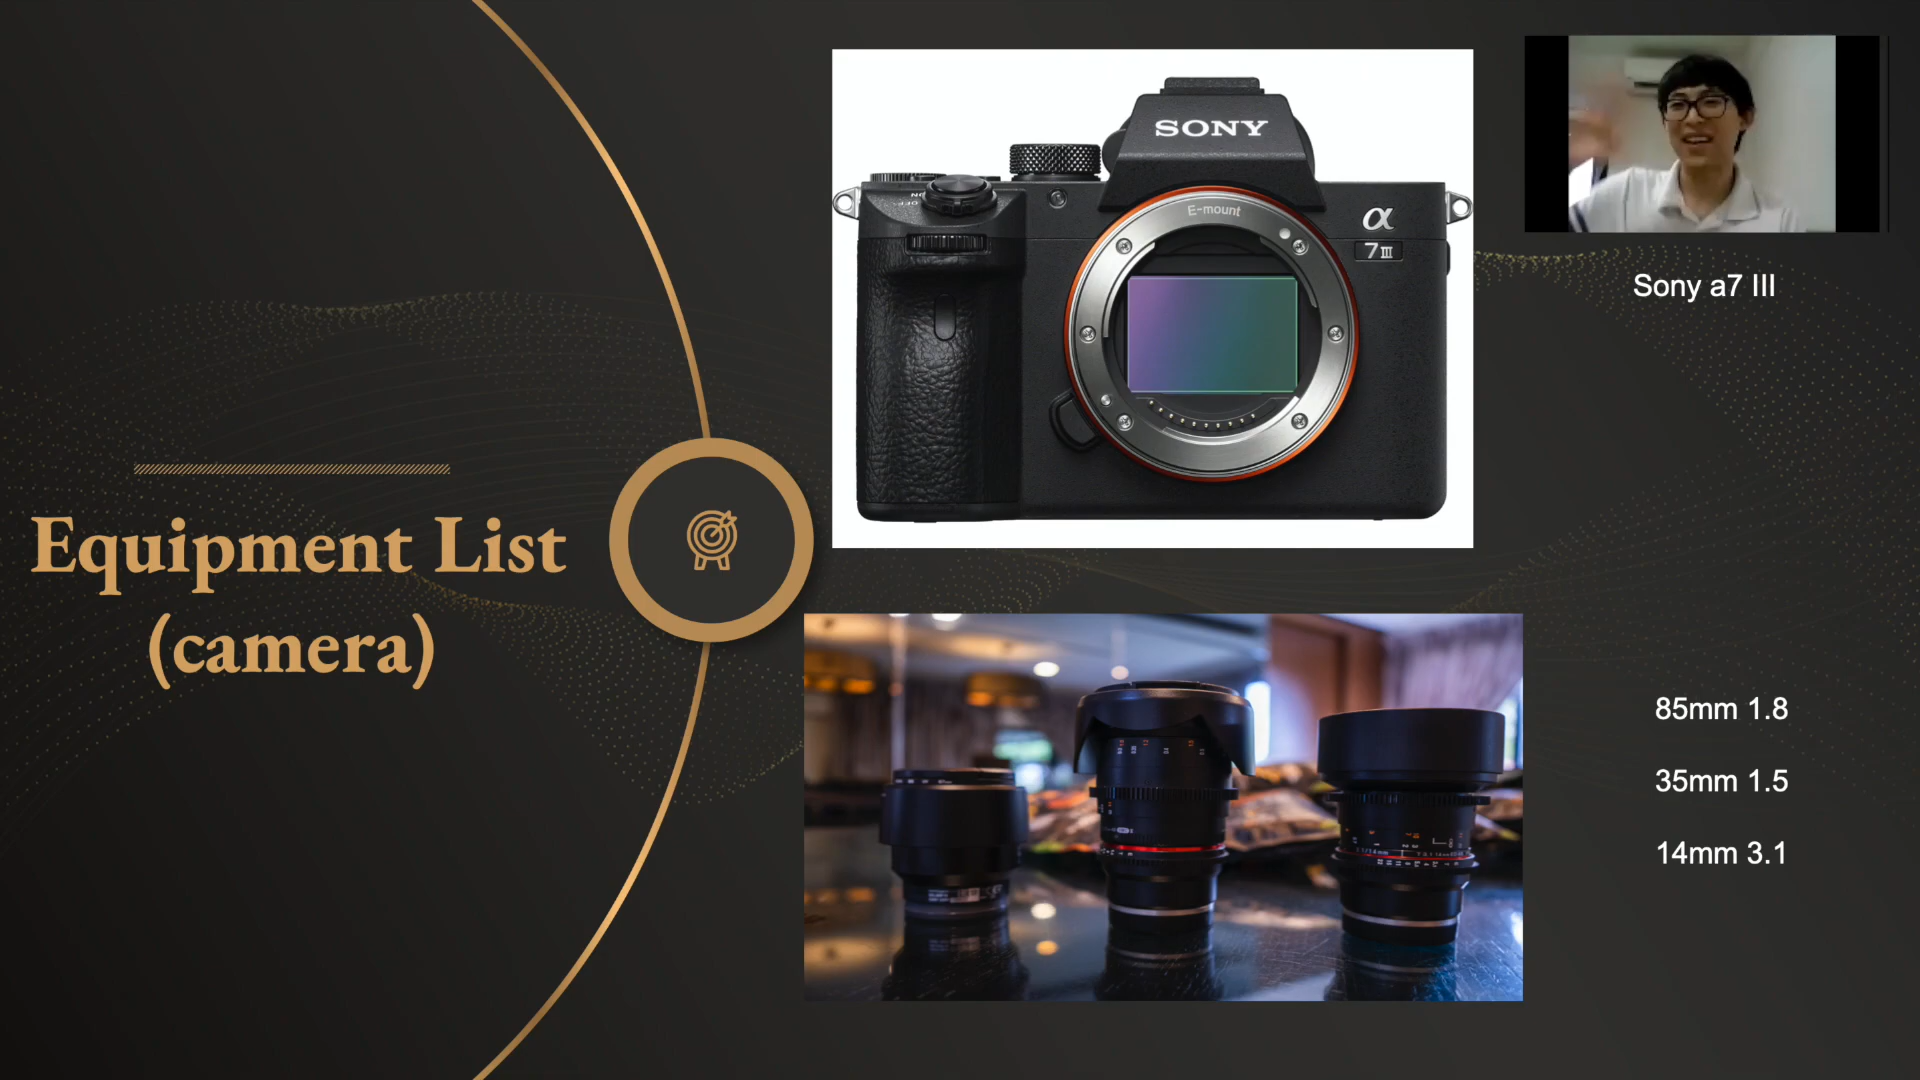 Equipment List
(camera)
SONY
E-mount
α
7III
Sony a7 III
85mm 1.8
35mm 1.5
14mm 3.1